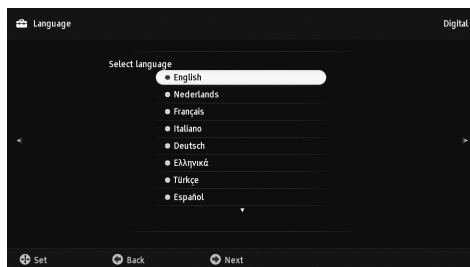 Language
Digital
Select language
English
Nederlands
Français
Italiano
Deutsch
Ελληνικά
Türkçe
Español
Set Back Next